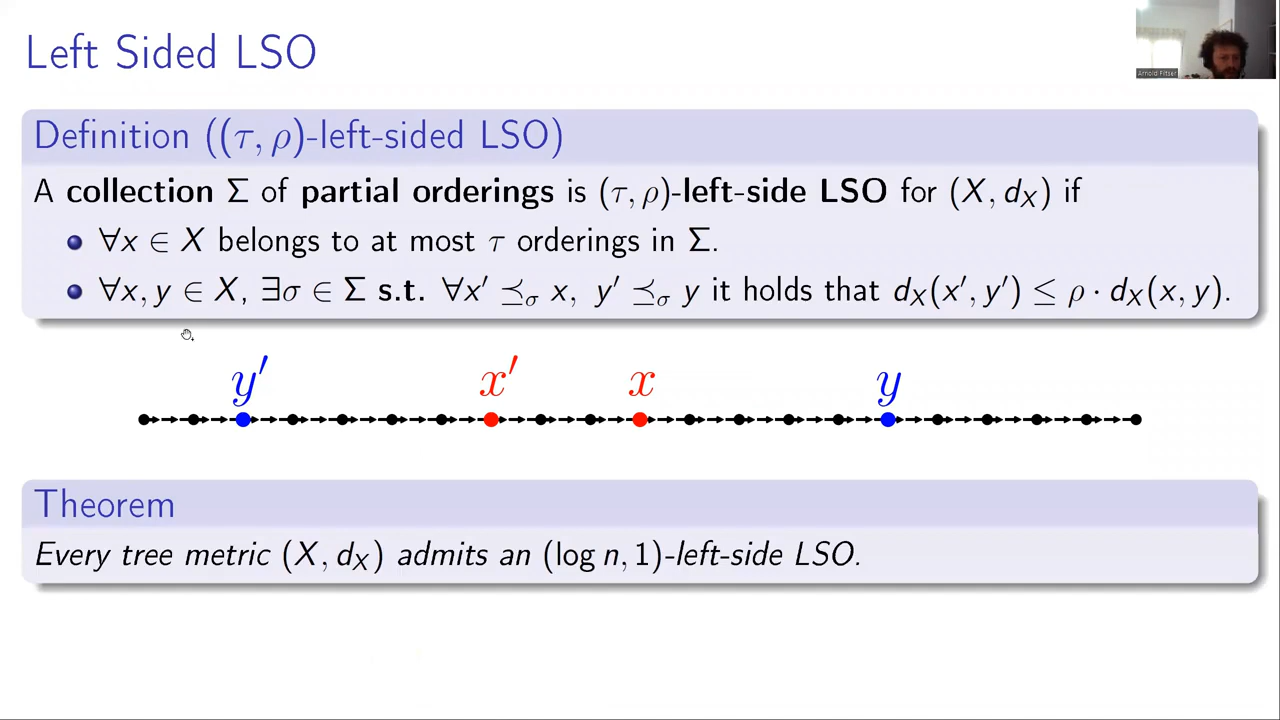 Left Sided LSO
Arnold Filtser
Definition ((τ, ρ)-left-sided LSO)
A collection Σ of partial orderings is (τ, ρ)-left-side LSO for (X, d_X) if
∀x ∈ X belongs to at most τ orderings in Σ.
∀x, y ∈ X, ∃σ ∈ Σ s.t. ∀x′ ⪯_σ x, y′ ⪯_σ y it holds that d_X(x′, y′) ≤ ρ · d_X(x, y).
y′ x′ x y
Theorem
Every tree metric (X, d_X) admits an (log n, 1)-left-side LSO.